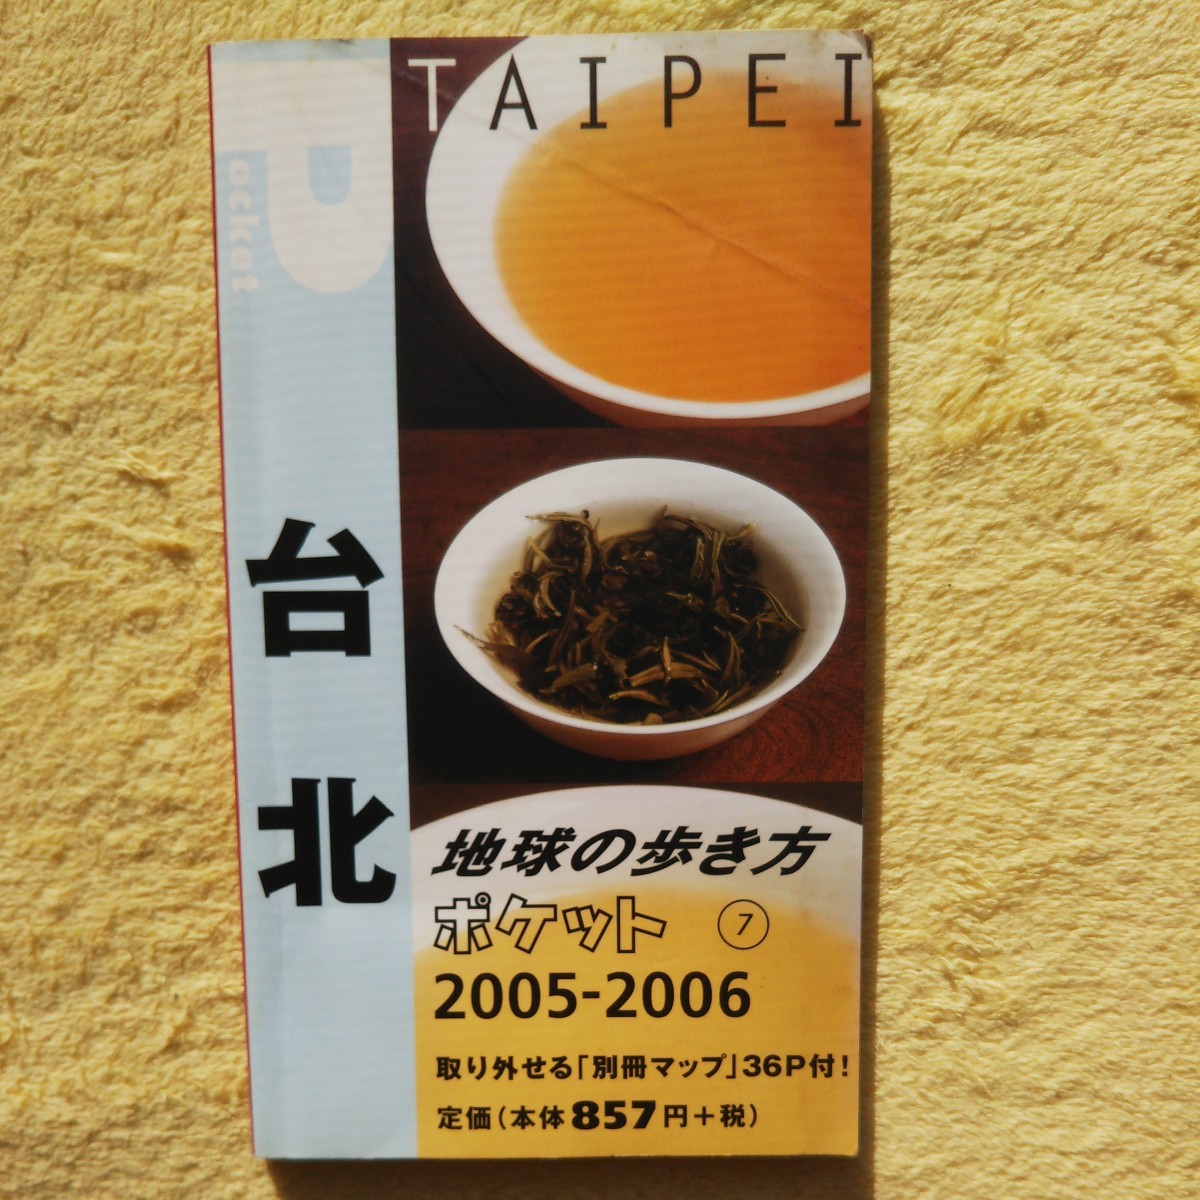 TAIPEI
Pocket
台北
地球の歩き方
ポケット ⑦
2005-2006
取り外せる「別冊マップ」36P付!
定価(本体857円+税)